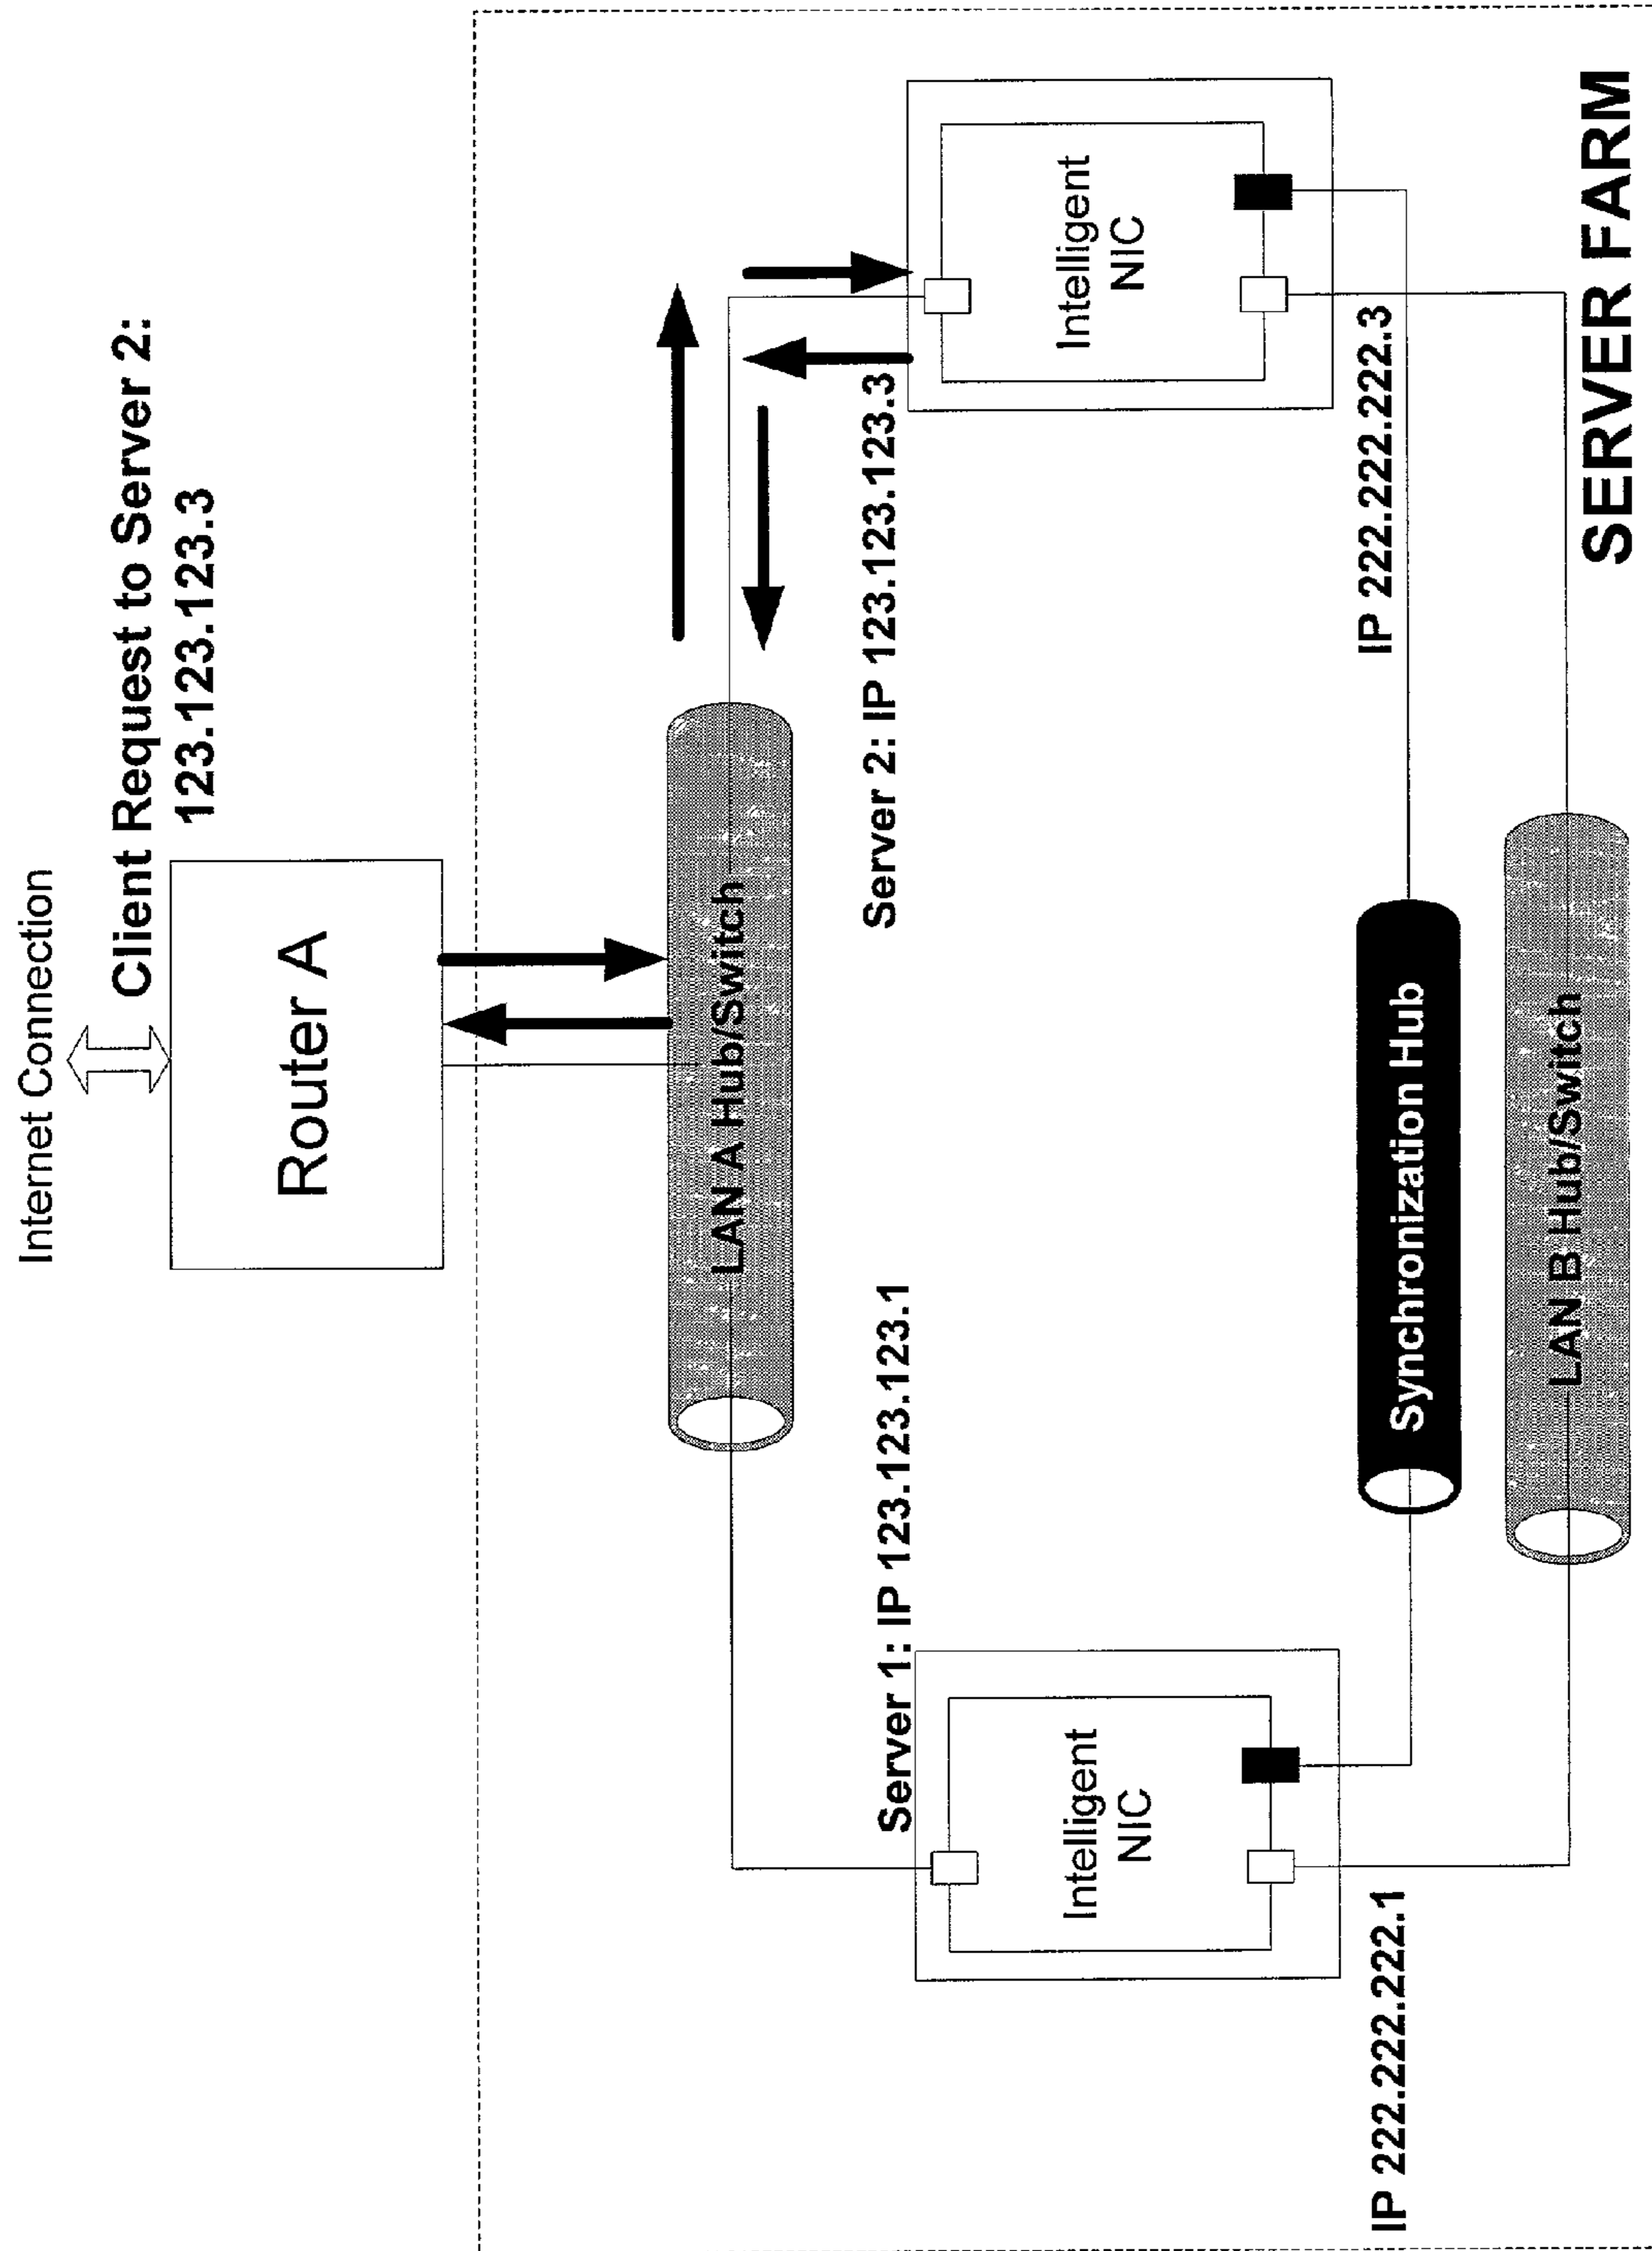 Internet Connection
Client Request to Server 2:
123.123.123.3
Router A
LAN A Hub/Switch
Server 1: IP 123.123.123.1
Server 2: IP 123.123.123.3
Intelligent
NIC
Intelligent
NIC
IP 222.222.222.1
IP 222.222.222.3
Synchronization Hub
LAN B Hub/Switch
SERVER FARM